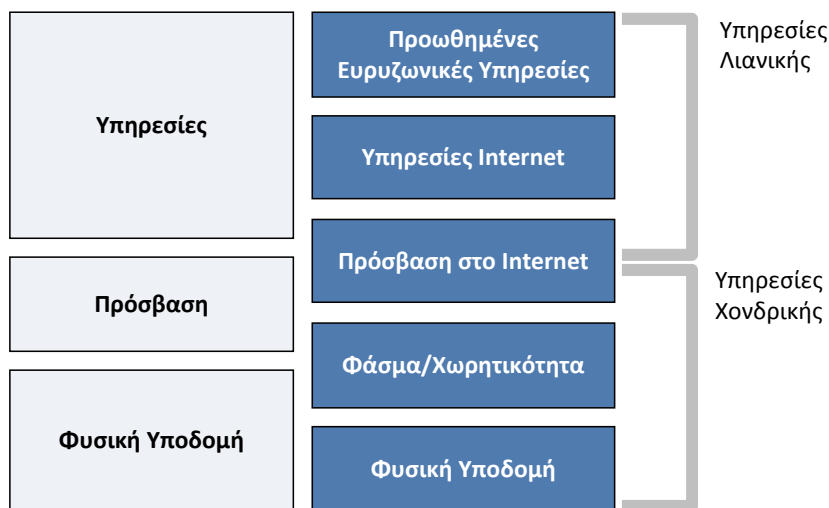 Υπηρεσίες
Πρόσβαση
Φυσική Υποδομή
Προωθημένες
Ευρυζωνικές Υπηρεσίες
Υπηρεσίες Internet
Πρόσβαση στο Internet
Φάσμα/Χωρητικότητα
Φυσική Υποδομή
Υπηρεσίες
Λιανικής
Υπηρεσίες
Χονδρικής